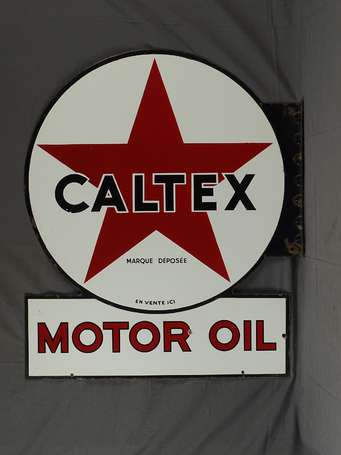 CALTEX
MARQUE DÉPOSÉE
EN VENTE ICI
MOTOR OIL